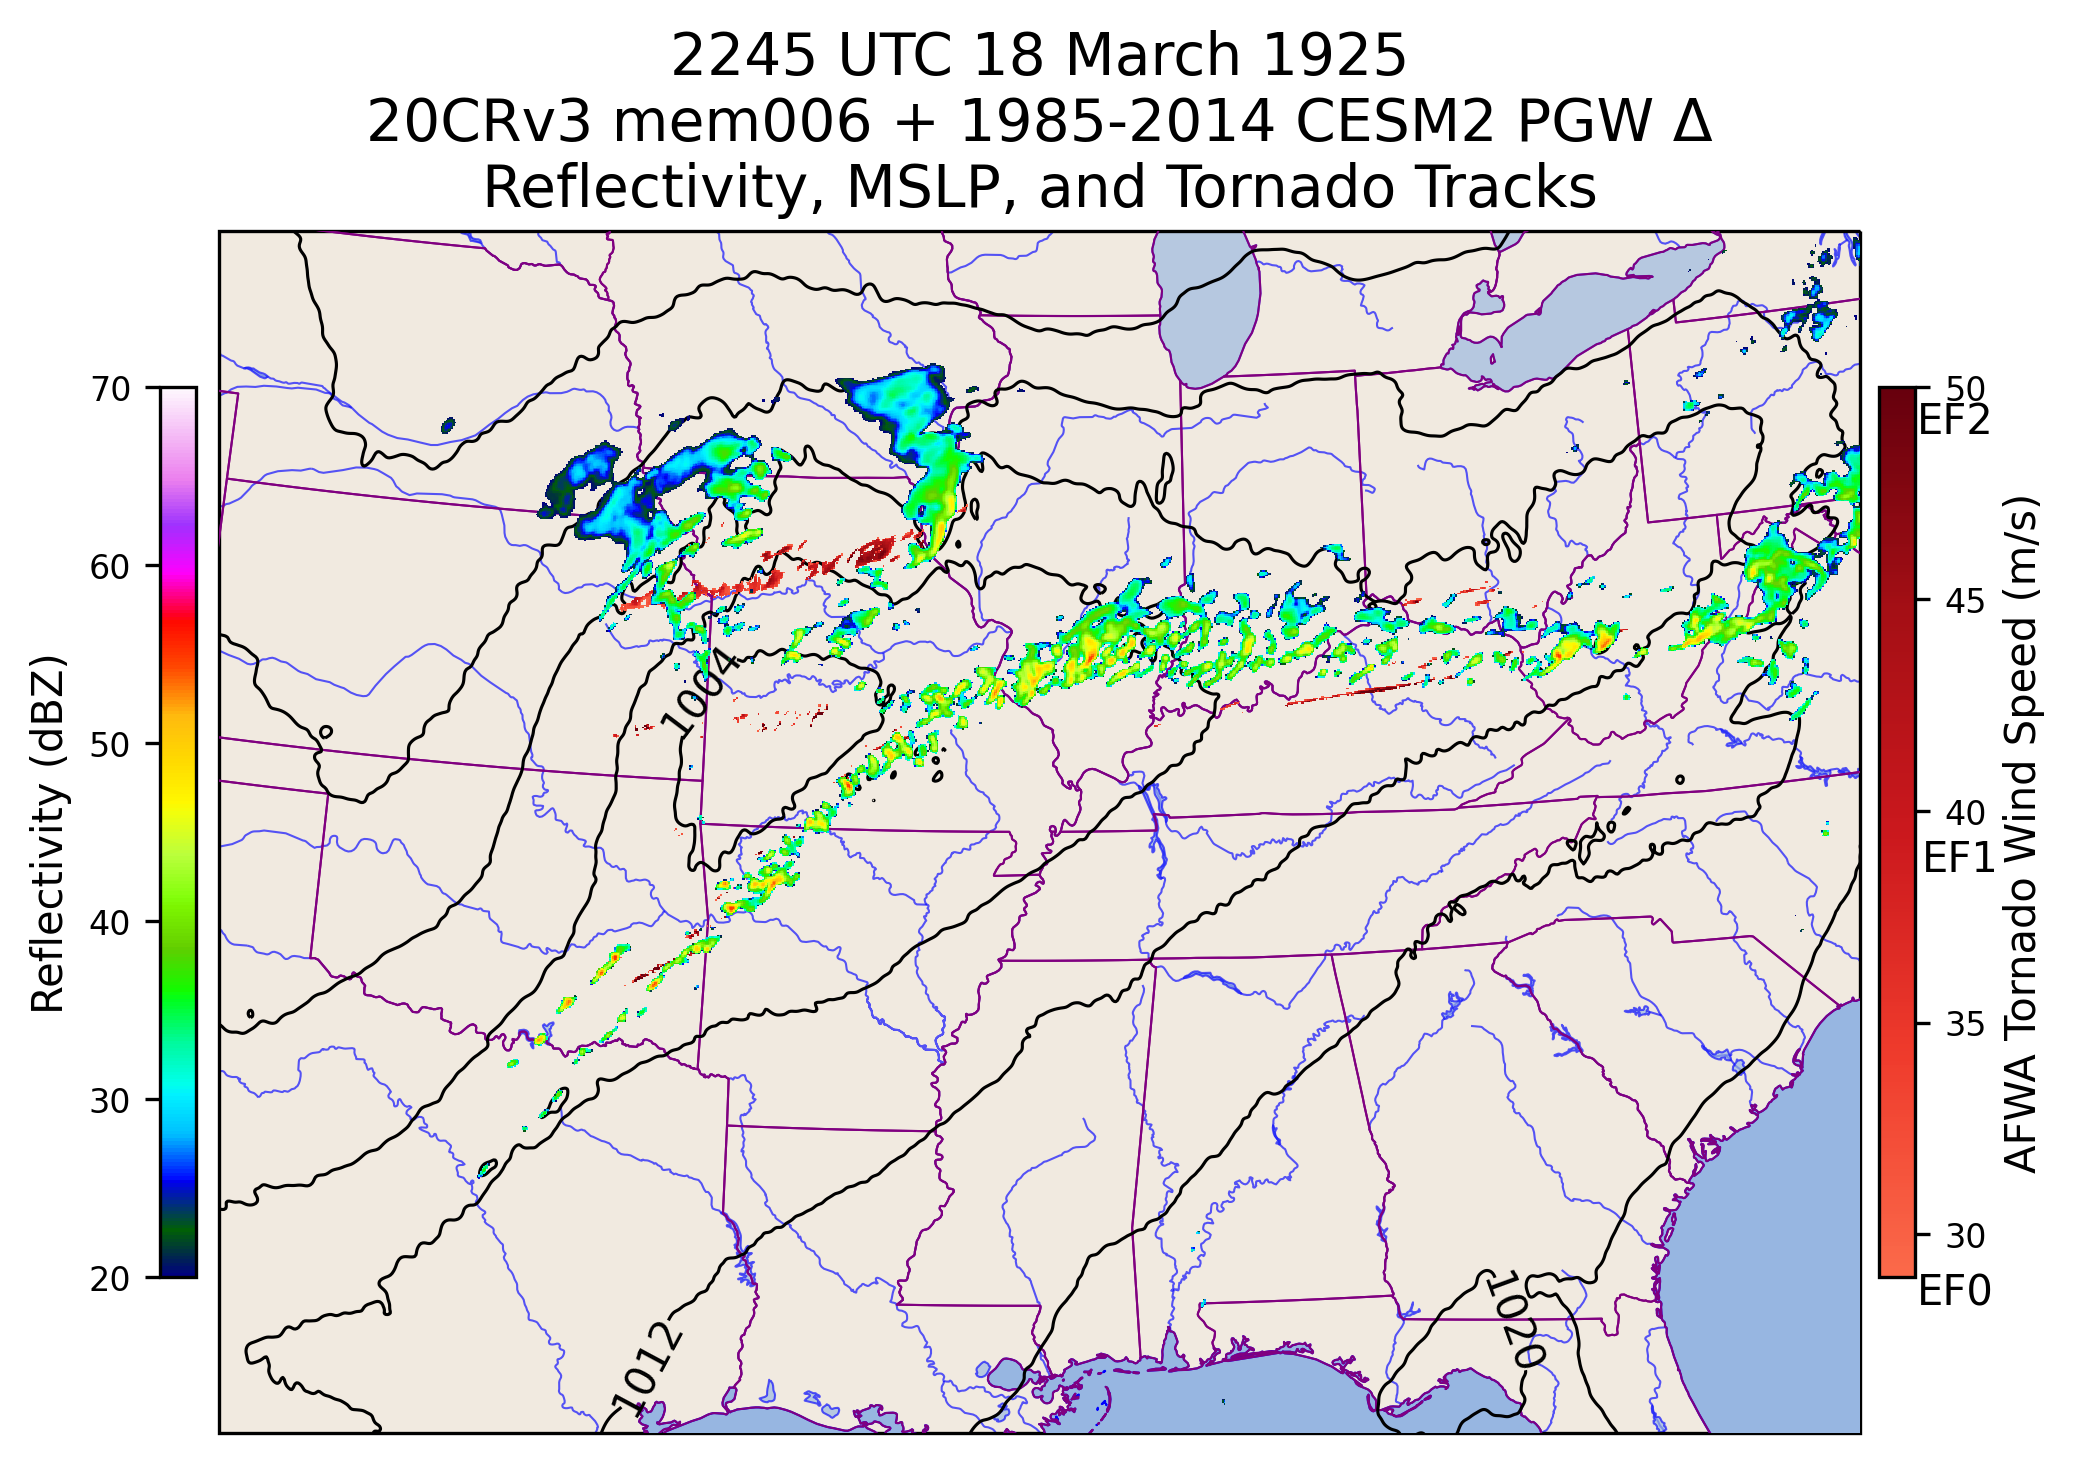 2245 UTC 18 March 1925
20CRv3 mem006 + 1985-2014 CESM2 PGW Δ
Reflectivity, MSLP, and Tornado Tracks
70
60
50
40
30
20
Reflectivity (dBZ)
1004
1012
1020
50
EF2
45
40
EF1
35
30
EF0
AFWA Tornado Wind Speed (m/s)